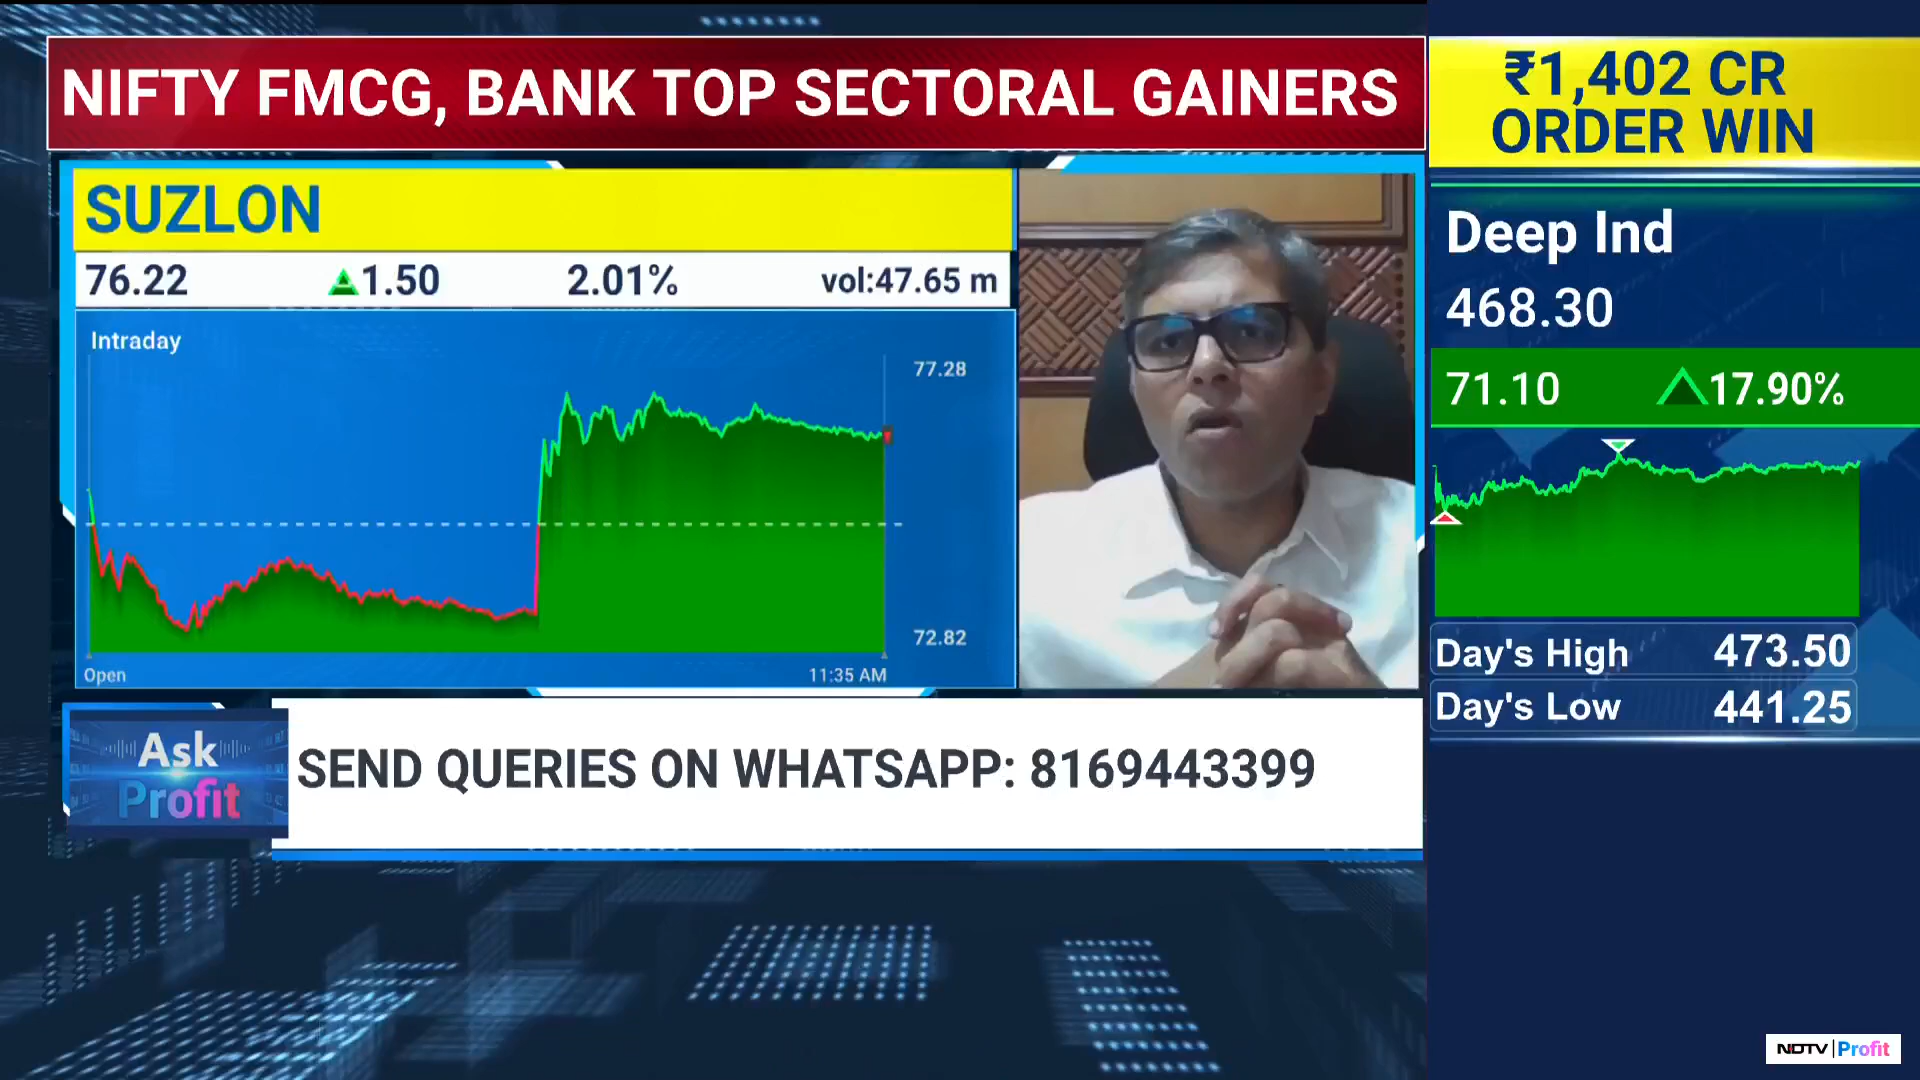 NIFTY FMCG, BANK TOP SECTORAL GAINERS
₹1,402 CR
ORDER WIN
SUZLON
76.22 1.50 2.01% vol:47.65 m
Intraday
77.28
72.82
Open 11:35 AM
Deep Ind
468.30
71.10 17.90%
Day's High 473.50
Day's Low 441.25
Ask
Profit
SEND QUERIES ON WHATSAPP: 8169443399
NDTV Profit